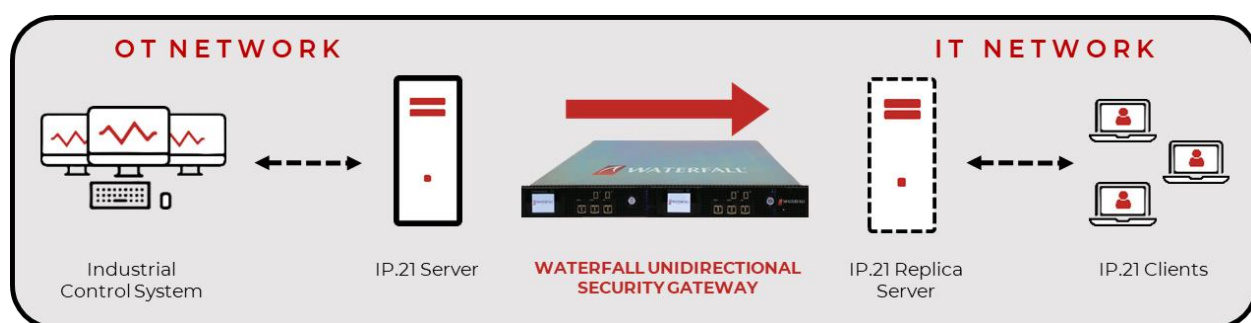 OT NETWORK
IT NETWORK
WATERFALL
Industrial
Control System
IP.21 Server
WATERFALL UNIDIRECTIONAL
SECURITY GATEWAY
IP.21 Replica
Server
IP.21 Clients